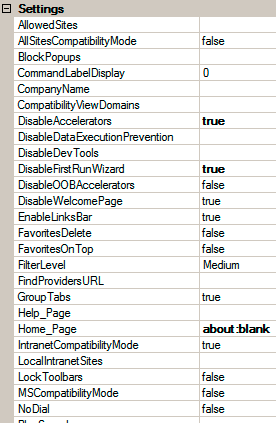 Settings
AllowedSites
AllSitesCompatibilityMode false
BlockPopups
CommandLabelDisplay 0
CompanyName
CompatibilityViewDomains
DisableAccelerators true
DisableDataExecutionPrevention
DisableDevTools
DisableFirstRunWizard true
DisableOOBAccelerators false
DisableWelcomePage true
EnableLinksBar true
FavoritesDelete false
FavoritesOnTop false
FilterLevel Medium
FindProvidersURL
GroupTabs true
Help_Page
Home_Page about:blank
IntranetCompatibilityMode true
LocalIntranetSites
LockToolbars false
MSCompatibilityMode false
NoDial false